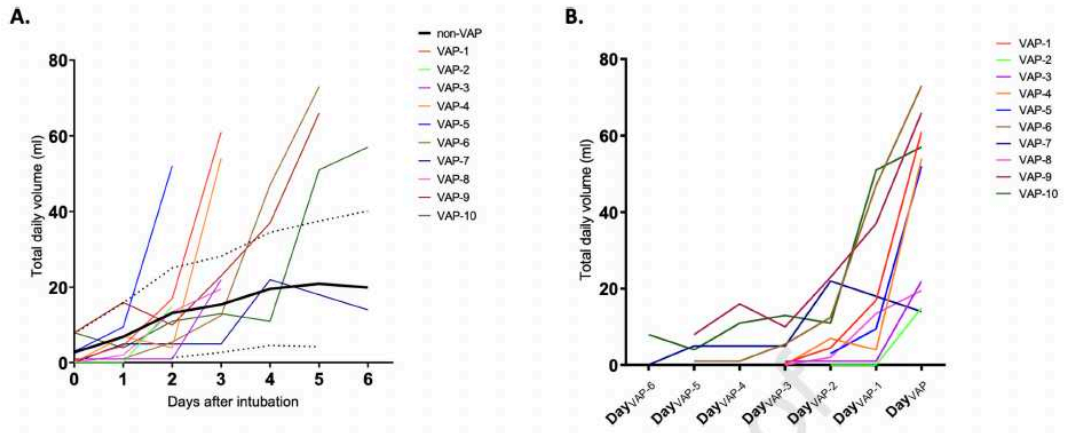 A.
Total daily volume (ml)
80
60
40
20
0
0 1 2 3 4 5 6
Days after intubation
non-VAP
VAP-1
VAP-2
VAP-3
VAP-4
VAP-5
VAP-6
VAP-7
VAP-8
VAP-9
VAP-10
B.
Total daily volume (ml)
80
60
40
20
0
DayVAP-6 DayVAP-5 DayVAP-4 DayVAP-3 DayVAP-2 DayVAP-1 DayVAP
VAP-1
VAP-2
VAP-3
VAP-4
VAP-5
VAP-6
VAP-7
VAP-8
VAP-9
VAP-10